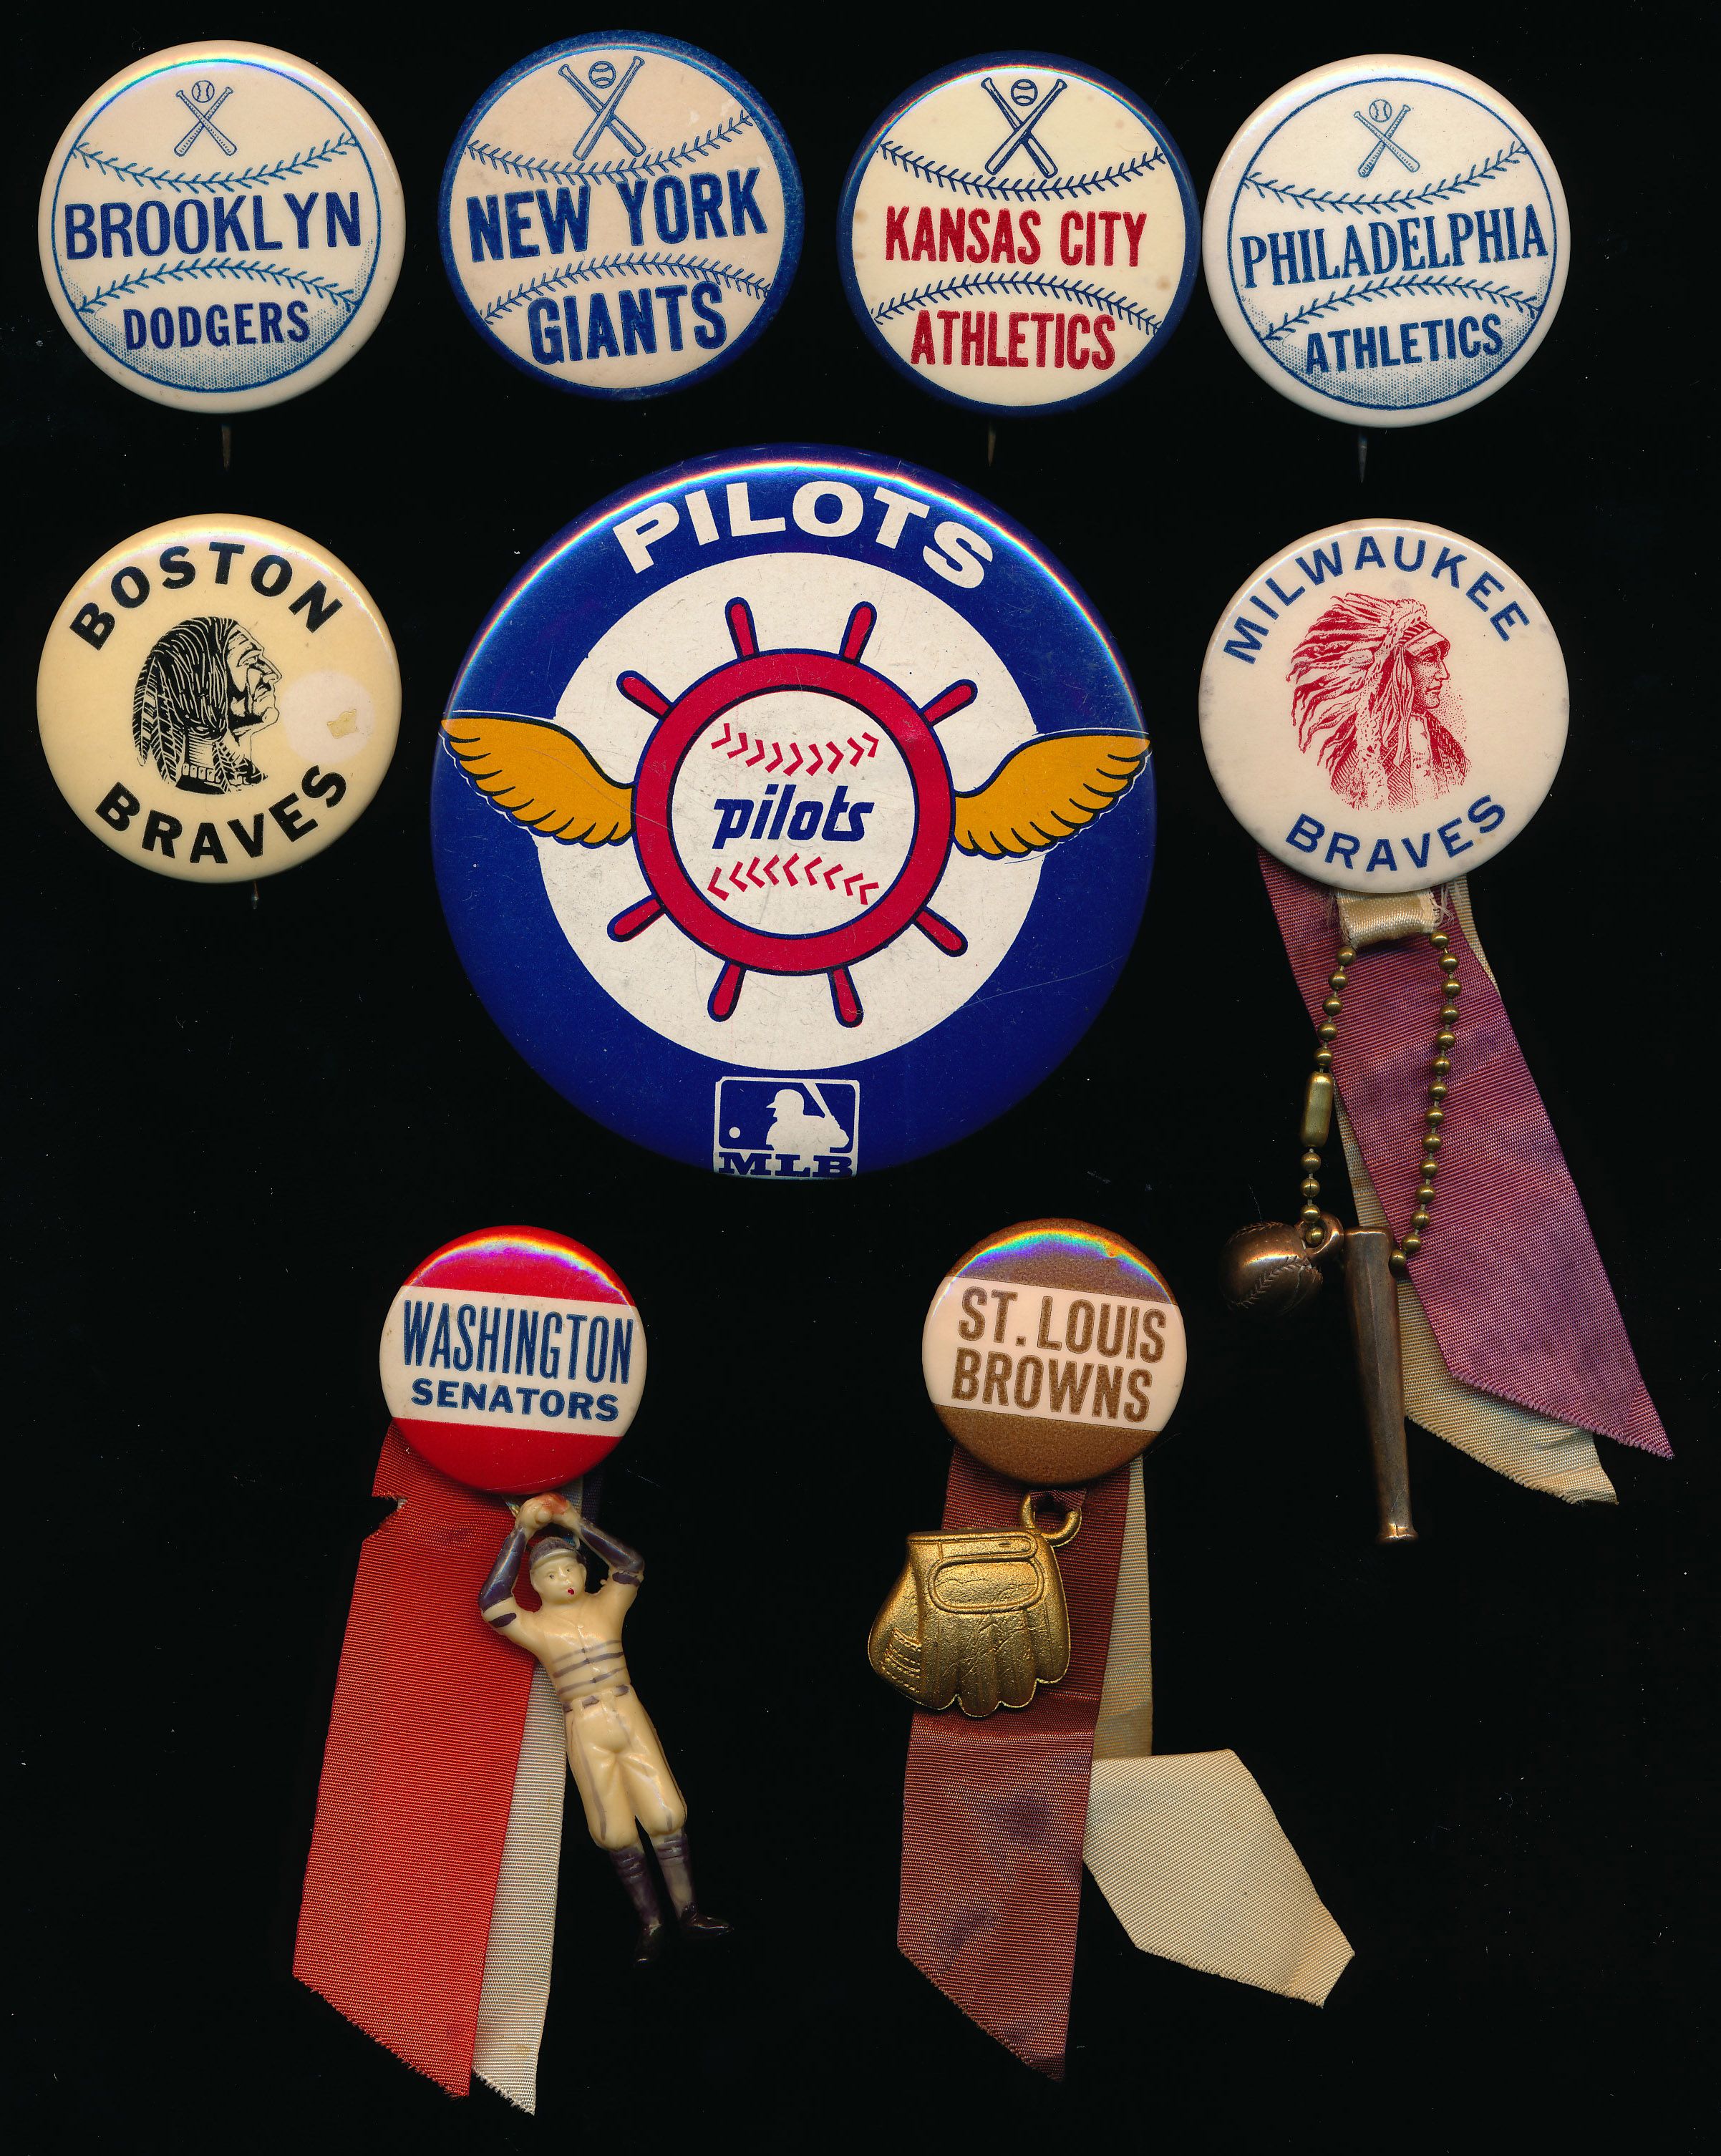 BROOKLYN
DODGERS
NEW YORK
GIANTS
KANSAS CITY
ATHLETICS
PHILADELPHIA
ATHLETICS
BOSTON
BRAVES
PILOTS
pilots
MLB
MILWAUKEE
BRAVES
WASHINGTON
SENATORS
ST. LOUIS
BROWNS